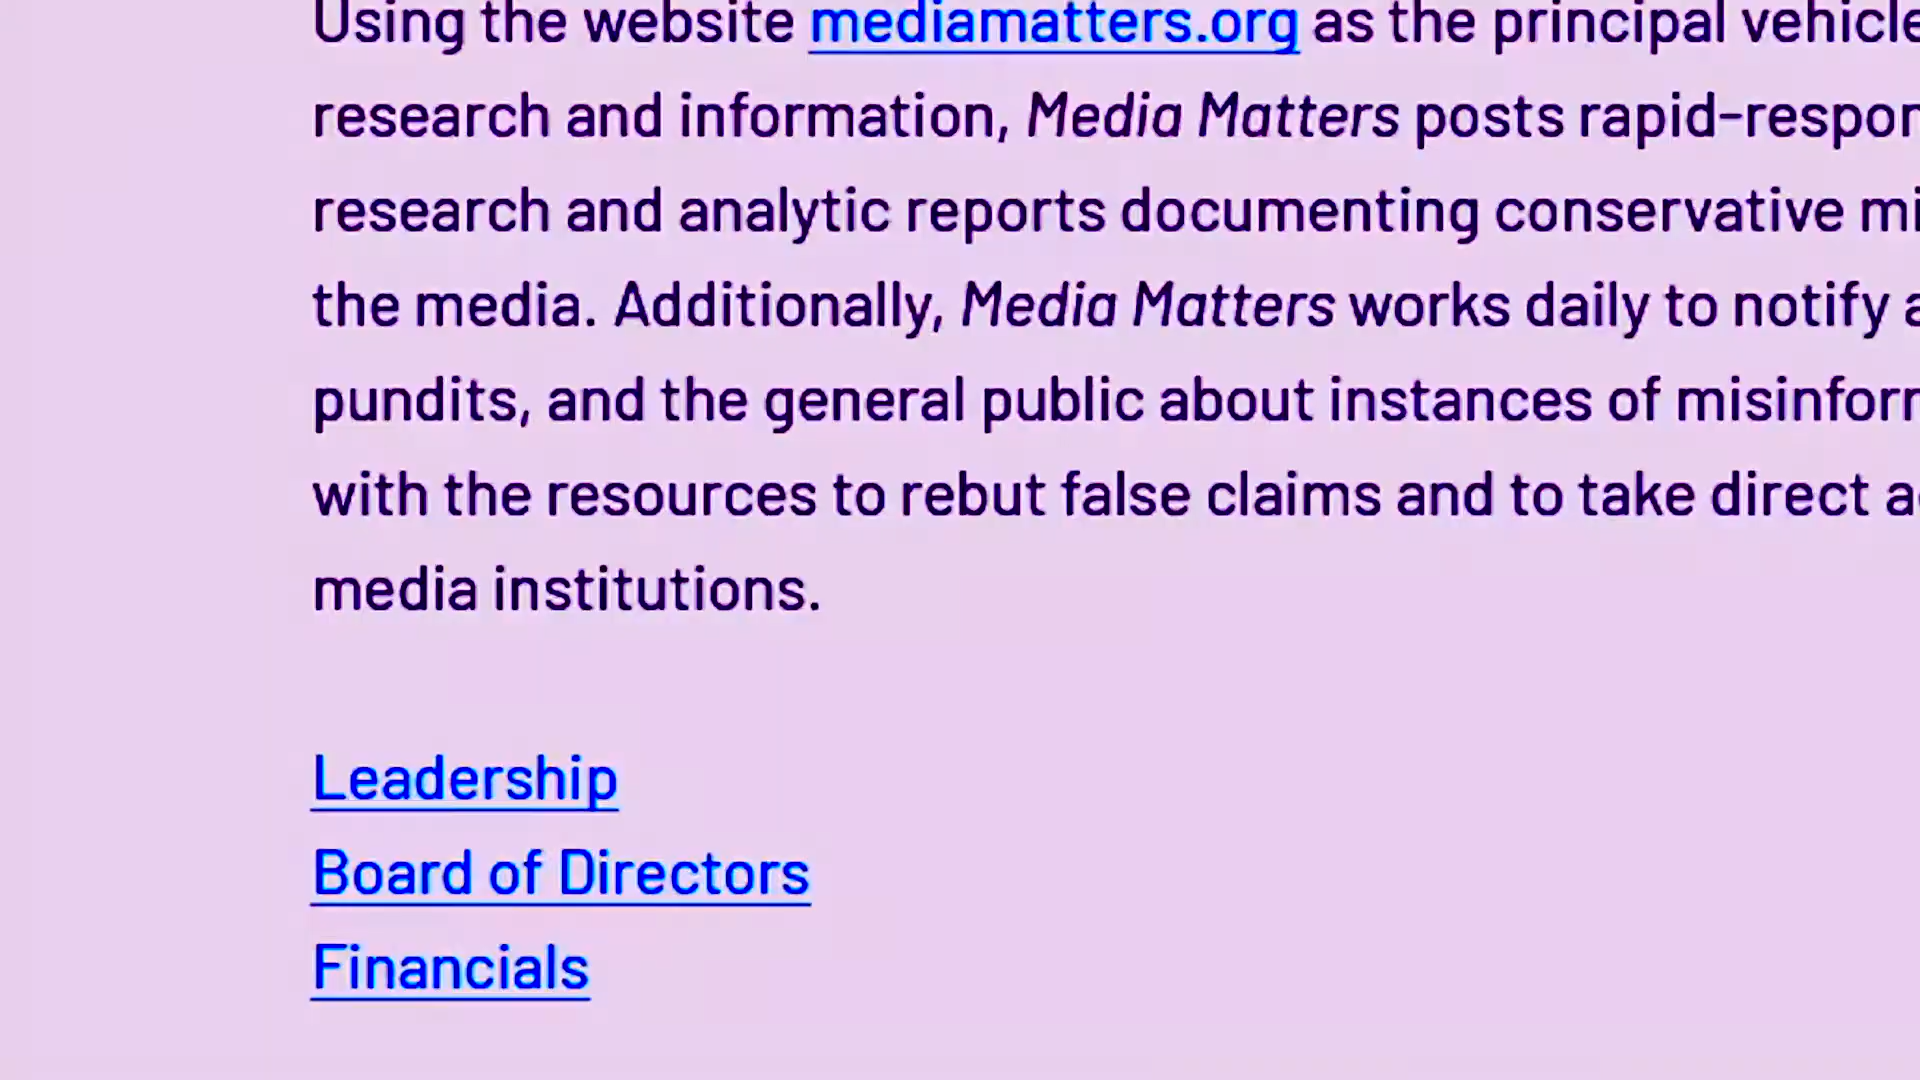 Using the website mediamatters.org as the principal vehicle
research and information, Media Matters posts rapid-respon
research and analytic reports documenting conservative mi
the media. Additionally, Media Matters works daily to notify a
pundits, and the general public about instances of misinform
with the resources to rebut false claims and to take direct a
media institutions.
Leadership
Board of Directors
Financials